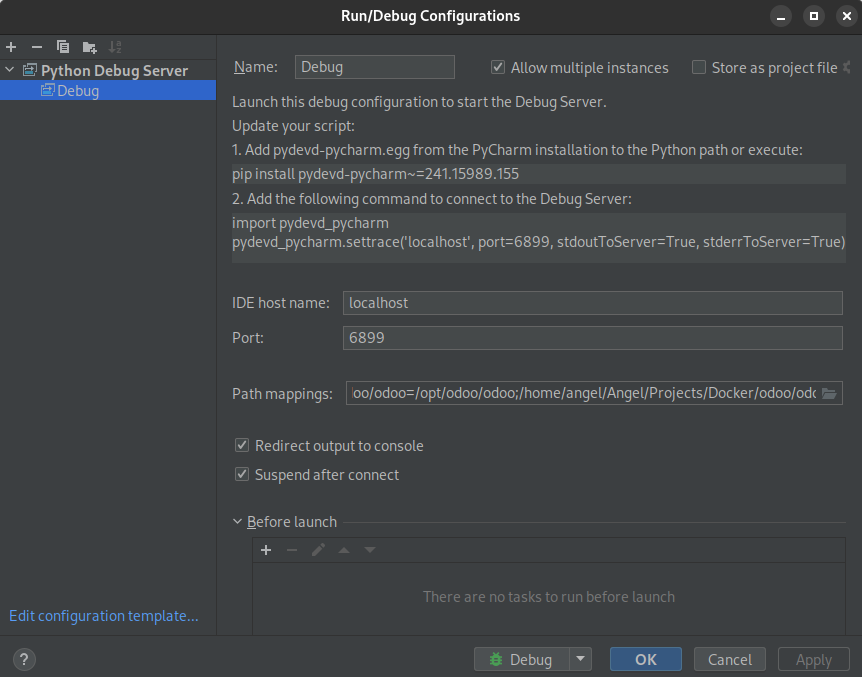 Run/Debug Configurations
Python Debug Server
Debug
Edit configuration template...
Name: Debug
Allow multiple instances
Store as project file
Launch this debug configuration to start the Debug Server.
Update your script:
1. Add pydevd-pycharm.egg from the PyCharm installation to the Python path or execute:
pip install pydevd-pycharm~=241.15989.155
2. Add the following command to connect to the Debug Server:
import pydevd_pycharm
pydevd_pycharm.settrace('localhost', port=6899, stdoutToServer=True, stderrToServer=True)
IDE host name: localhost
Port: 6899
Path mappings: oo/odoo=/opt/odoo/odoo;/home/angel/Angel/Projects/Docker/odoo/odo
Redirect output to console
Suspend after connect
Before launch
There are no tasks to run before launch
?
Debug
OK
Cancel
Apply